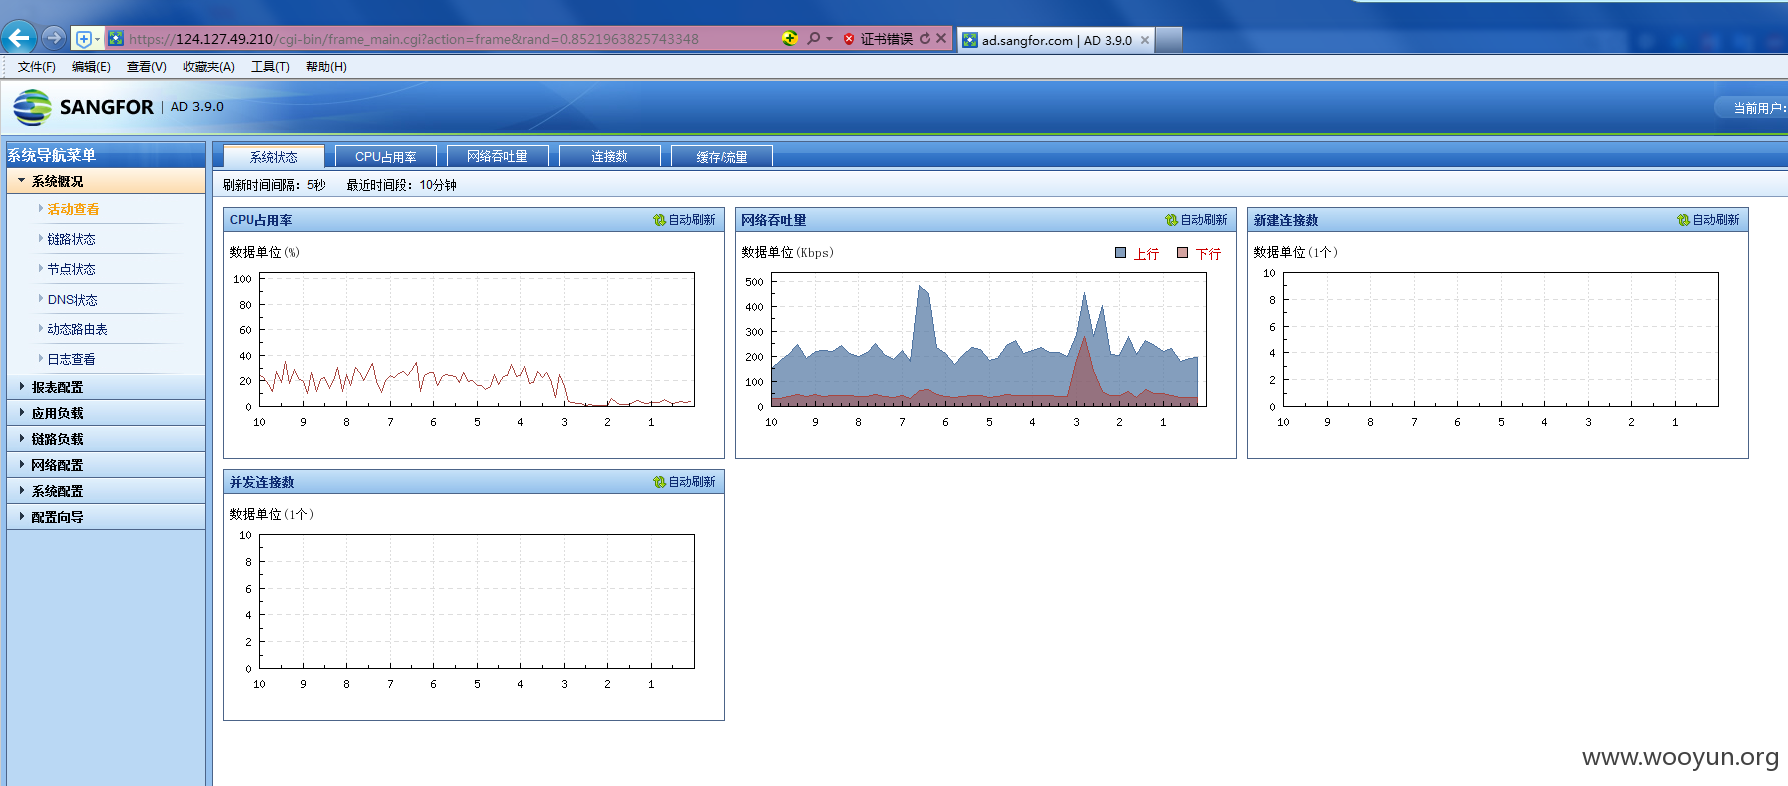 https://124.127.49.210/cgi-bin/frame_main.cgi?action=frame&rand=0.8521963825743348
证书错误
ad.sangfor.com | AD 3.9.0
文件(F) 编辑(E) 查看(V) 收藏夹(A) 工具(T) 帮助(H)
SANGFOR | AD 3.9.0
当前用户:
系统导航菜单
系统概况
活动查看
链路状态
节点状态
DNS状态
动态路由表
日志查看
报表配置
应用负载
链路负载
网络配置
系统配置
配置向导
系统状态 CPU占用率 网络吞吐量 连接数 缓存/流量
刷新时间间隔：5秒 最近时间段：10分钟
CPU占用率 自动刷新
数据单位(%)
100
80
60
40
20
0
10 9 8 7 6 5 4 3 2 1
网络吞吐量 自动刷新
数据单位(Kbps) 上行 下行
500
400
300
200
100
0
10 9 8 7 6 5 4 3 2 1
新建连接数 自动刷新
数据单位(1个)
10
8
6
4
2
0
10 9 8 7 6 5 4 3 2 1
并发连接数 自动刷新
数据单位(1个)
10
8
6
4
2
0
10 9 8 7 6 5 4 3 2 1
www.wooyun.org